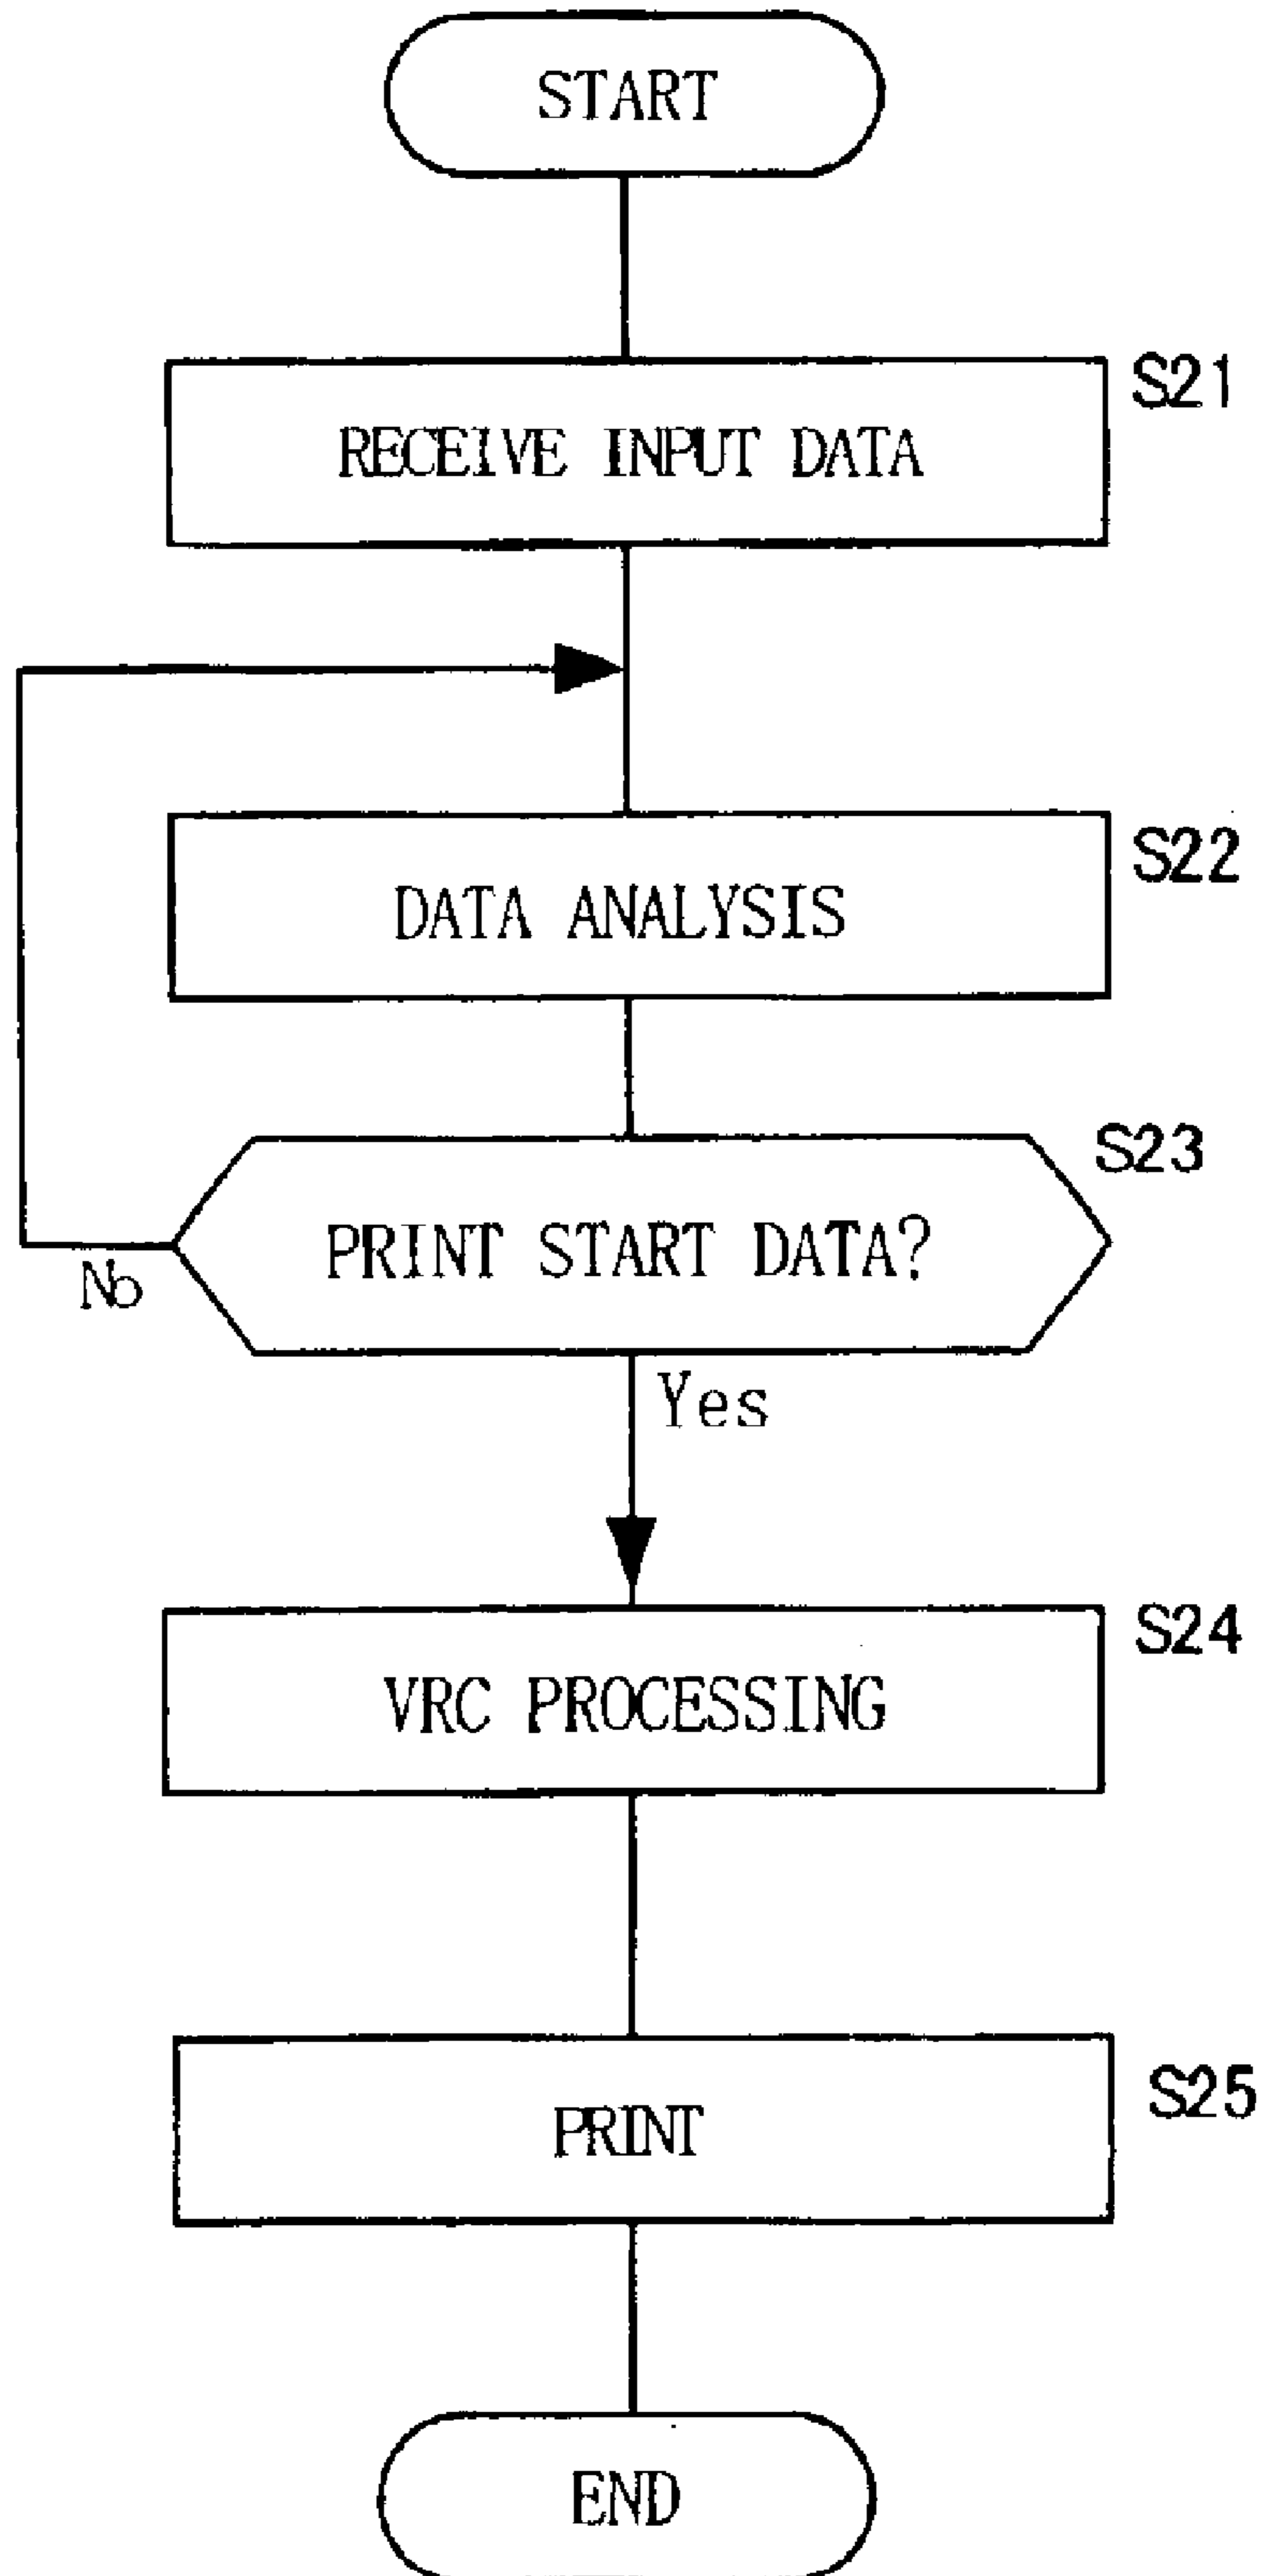 START
S21
RECEIVE INPUT DATA
S22
DATA ANALYSIS
S23
PRINT START DATA?
No
Yes
S24
VRC PROCESSING
S25
PRINT
END